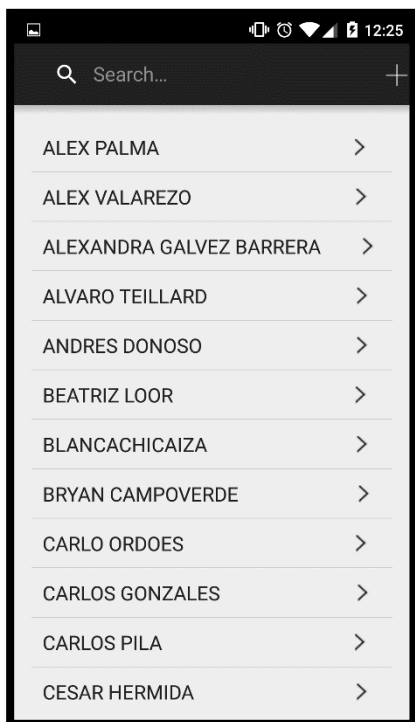 12:25
Search...
ALEX PALMA
ALEX VALAREZO
ALEXANDRA GALVEZ BARRERA
ALVARO TEILLARD
ANDRES DONOSO
BEATRIZ LOOR
BLANCACHICAIZA
BRYAN CAMPOVERDE
CARLO ORDOES
CARLOS GONZALES
CARLOS PILA
CESAR HERMIDA